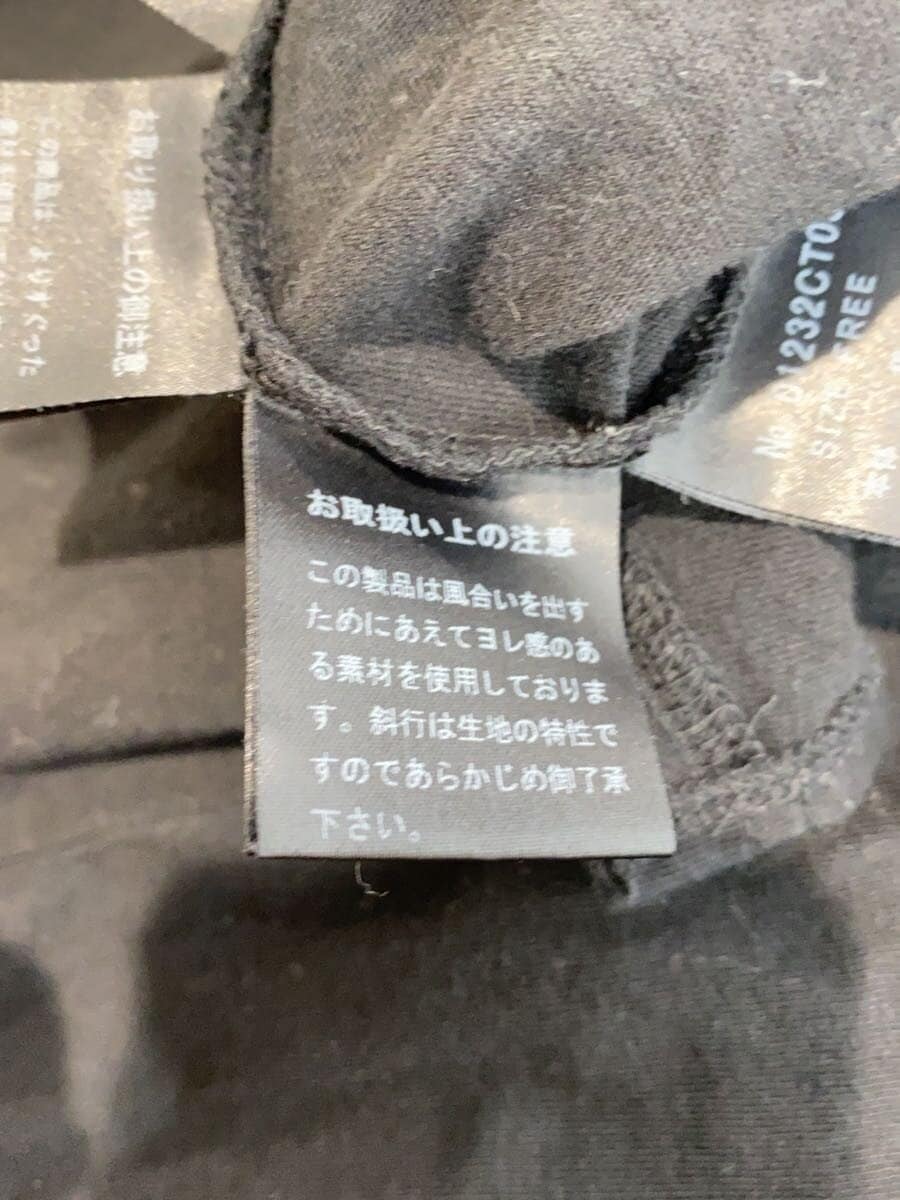 お取扱い上の注意
この製品は風合いを出す
ためにあえてヨレ感のあ
る素材を使用しておりま
す。斜行は生地の特性で
すのであらかじめ御了承
下さい。
お取り扱い上の御注意
この商品は
SIZE FREE